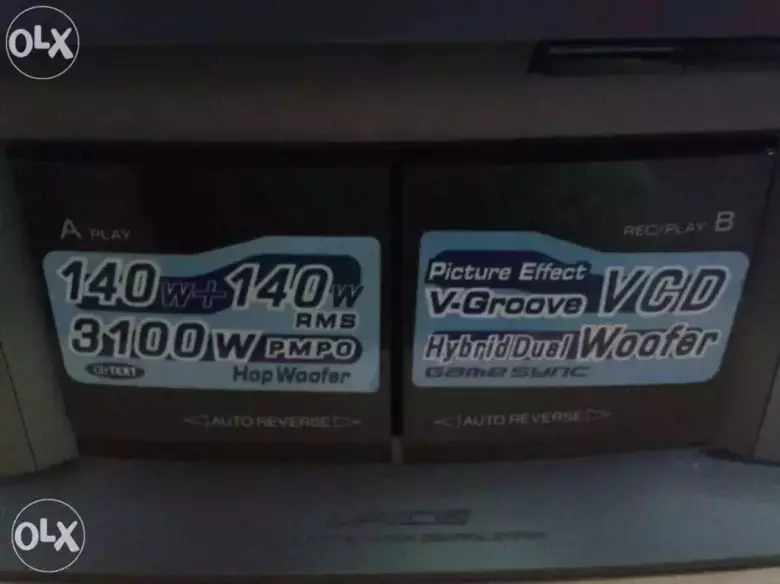 OLX
A PLAY
REC/PLAY B
140W+140W
RMS
3100W PMPO
CD TEXT
Hop Woofer
Picture Effect
V-Groove VCD
Hybrid Dual Woofer
Game Sync
AUTO REVERSE
AUTO REVERSE
OLX